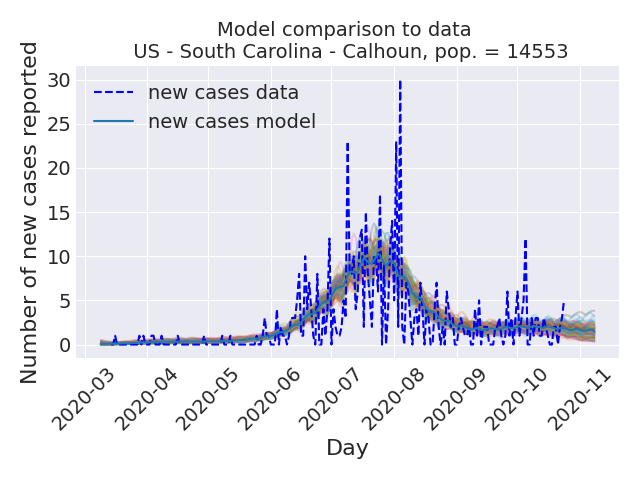 Model comparison to data
US - South Carolina - Calhoun, pop. = 14553
Number of new cases reported
30
25
20
15
10
5
0
new cases data
new cases model
2020-03
2020-04
2020-05
2020-06
2020-07
2020-08
2020-09
2020-10
2020-11
Day